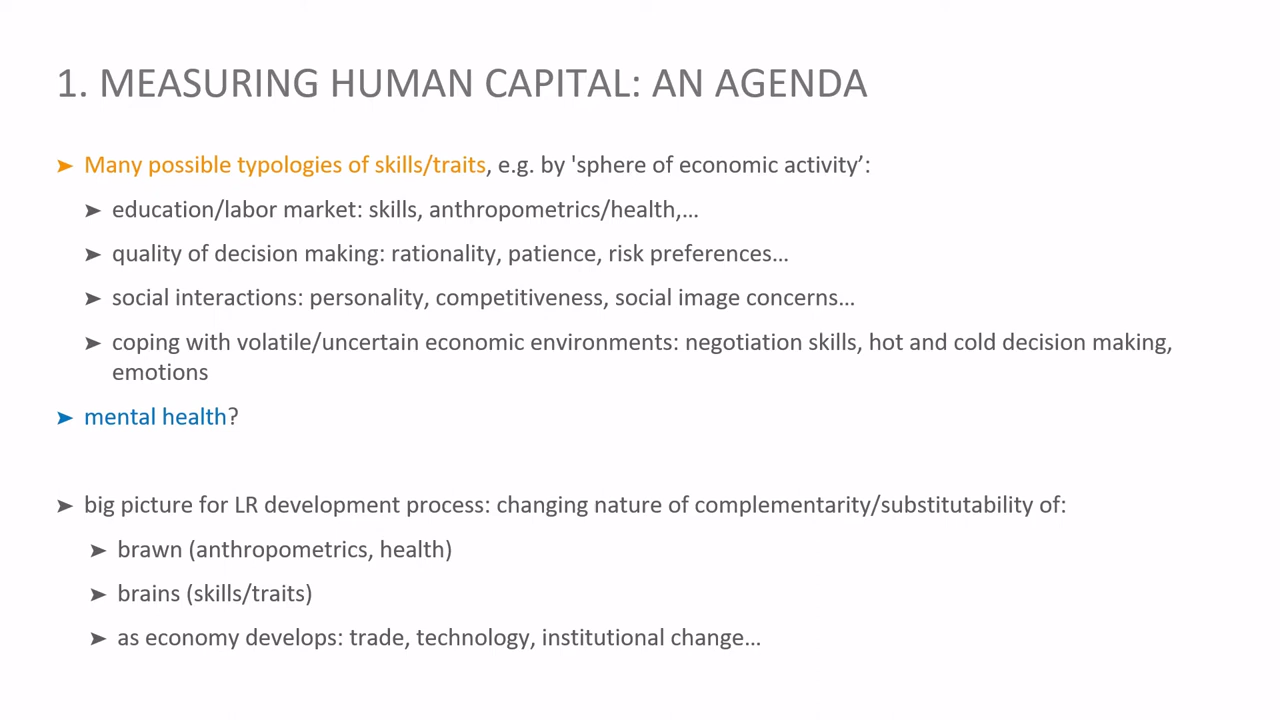 1. MEASURING HUMAN CAPITAL: AN AGENDA
➤ Many possible typologies of skills/traits, e.g. by 'sphere of economic activity’:
➤ education/labor market: skills, anthropometrics/health,…
➤ quality of decision making: rationality, patience, risk preferences…
➤ social interactions: personality, competitiveness, social image concerns…
➤ coping with volatile/uncertain economic environments: negotiation skills, hot and cold decision making,
emotions
➤ mental health?
➤ big picture for LR development process: changing nature of complementarity/substitutability of:
➤ brawn (anthropometrics, health)
➤ brains (skills/traits)
➤ as economy develops: trade, technology, institutional change…